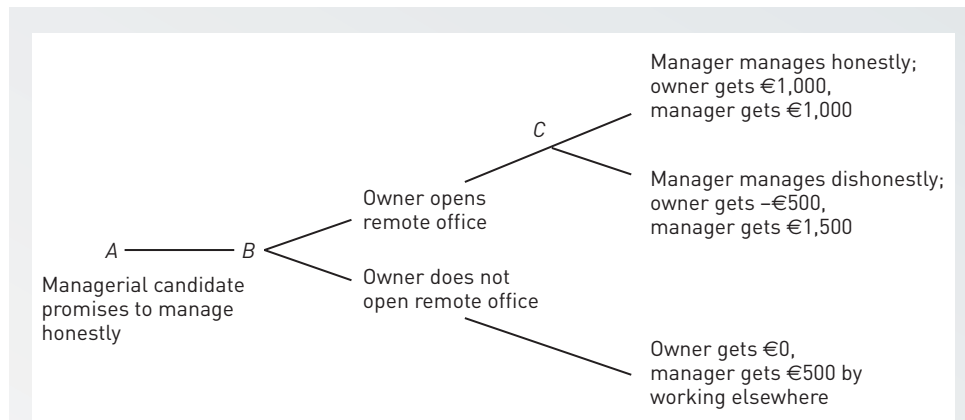 Manager manages honestly;
owner gets €1,000,
manager gets €1,000
C
Manager manages dishonestly;
owner gets –€500,
manager gets €1,500
Owner opens
remote office
A
B
Managerial candidate
promises to manage
honestly
Owner does not
open remote office
Owner gets €0,
manager gets €500 by
working elsewhere